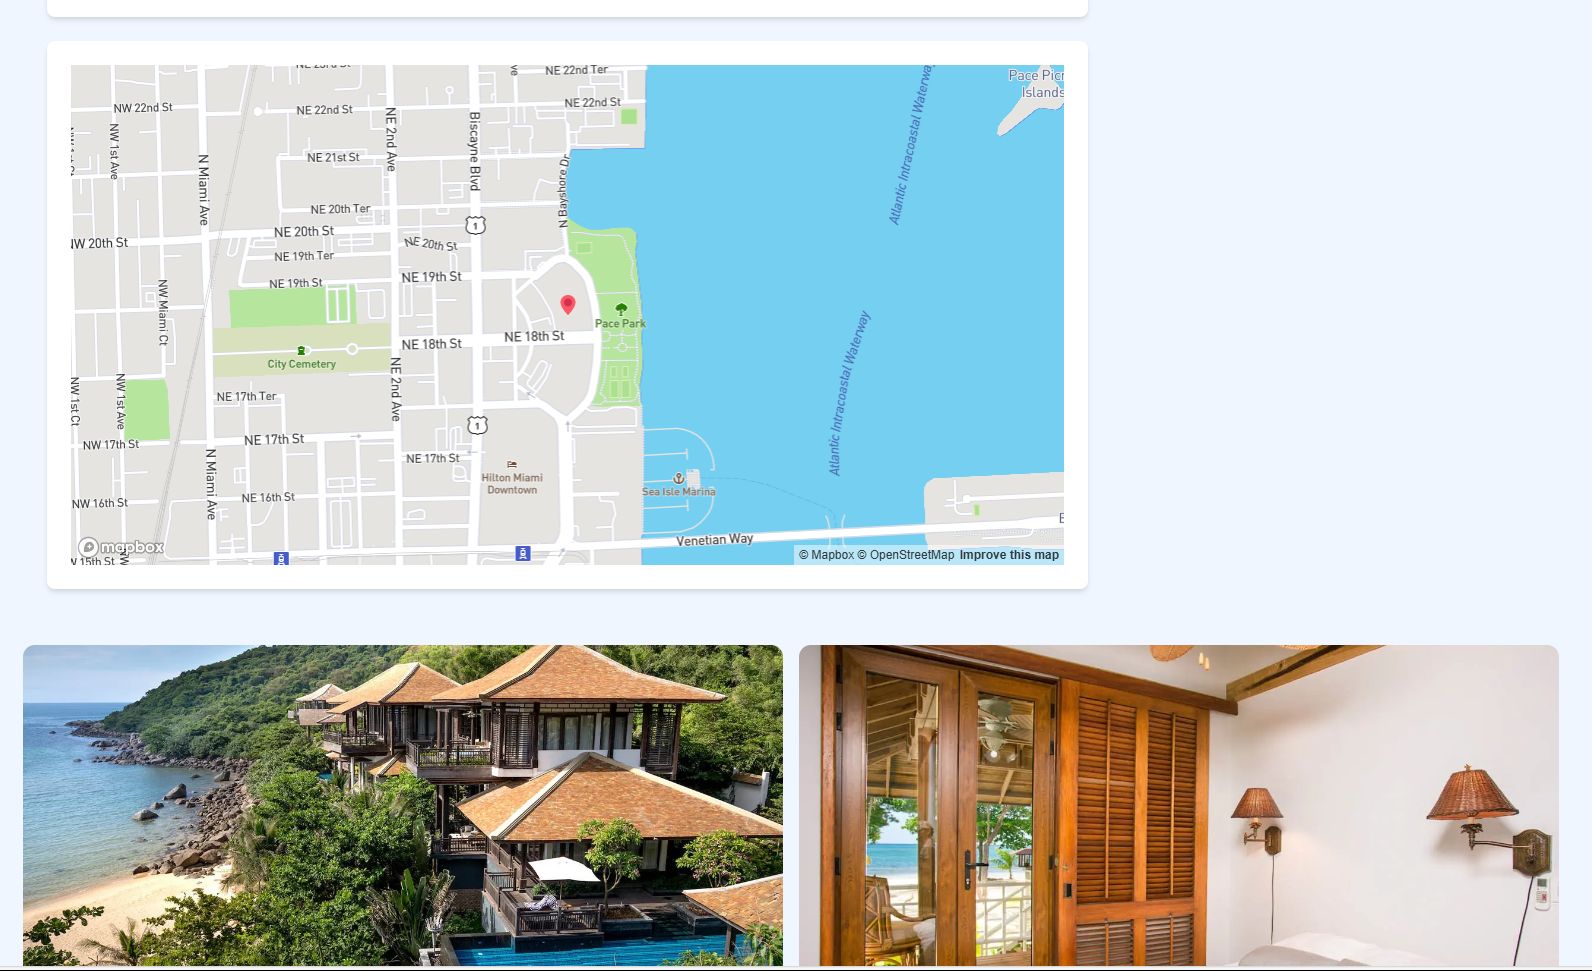 NE 23rd St
NE 22nd Ter
Pace Picn
Islands
NW 22nd St
NE 22nd St
NE 22nd St
NE 2nd Ave
Biscayne Blvd
Atlantic Intracoastal Waterway
NW 1st Ave
N Miami Ave
NE 21st St
N Bayshore Dr
NE 20th Ter
1
NE 20th St
NW 20th St
NE 20th St
NE 19th Ter
NE 19th St
NE 19th St
NW Miami Ct
Pace Park
NE 18th St
NE 18th St
City Cemetery
Atlantic Intracoastal Waterway
NE 2nd Ave
NW 1st Ct
NW 1st Ave
NE 17th Ter
1
NE 17th St
NW 17th St
NE 17th St
N Miami Ave
Hilton Miami
Downtown
Sea Isle Marina
NE 16th St
NW 16th St
Venetian Way
mapbox
© Mapbox © OpenStreetMap Improve this map
W 15th St